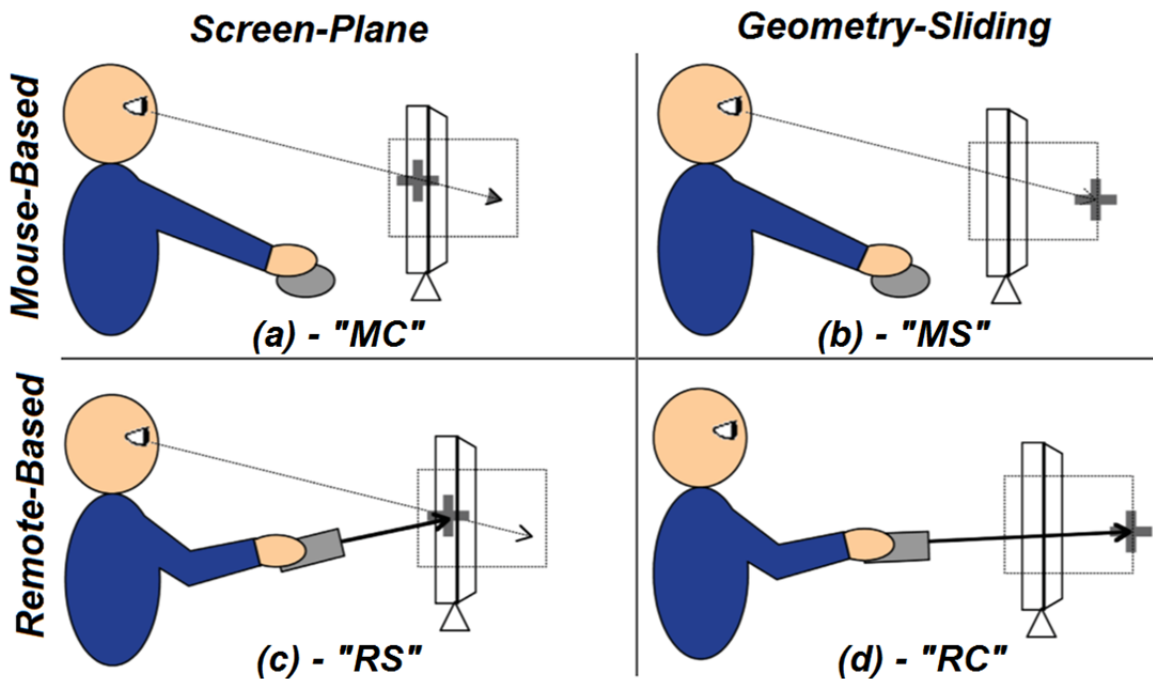 Screen-Plane
Geometry-Sliding
Mouse-Based
(a) - "MC"
(b) - "MS"
Remote-Based
(c) - "RS"
(d) - "RC"